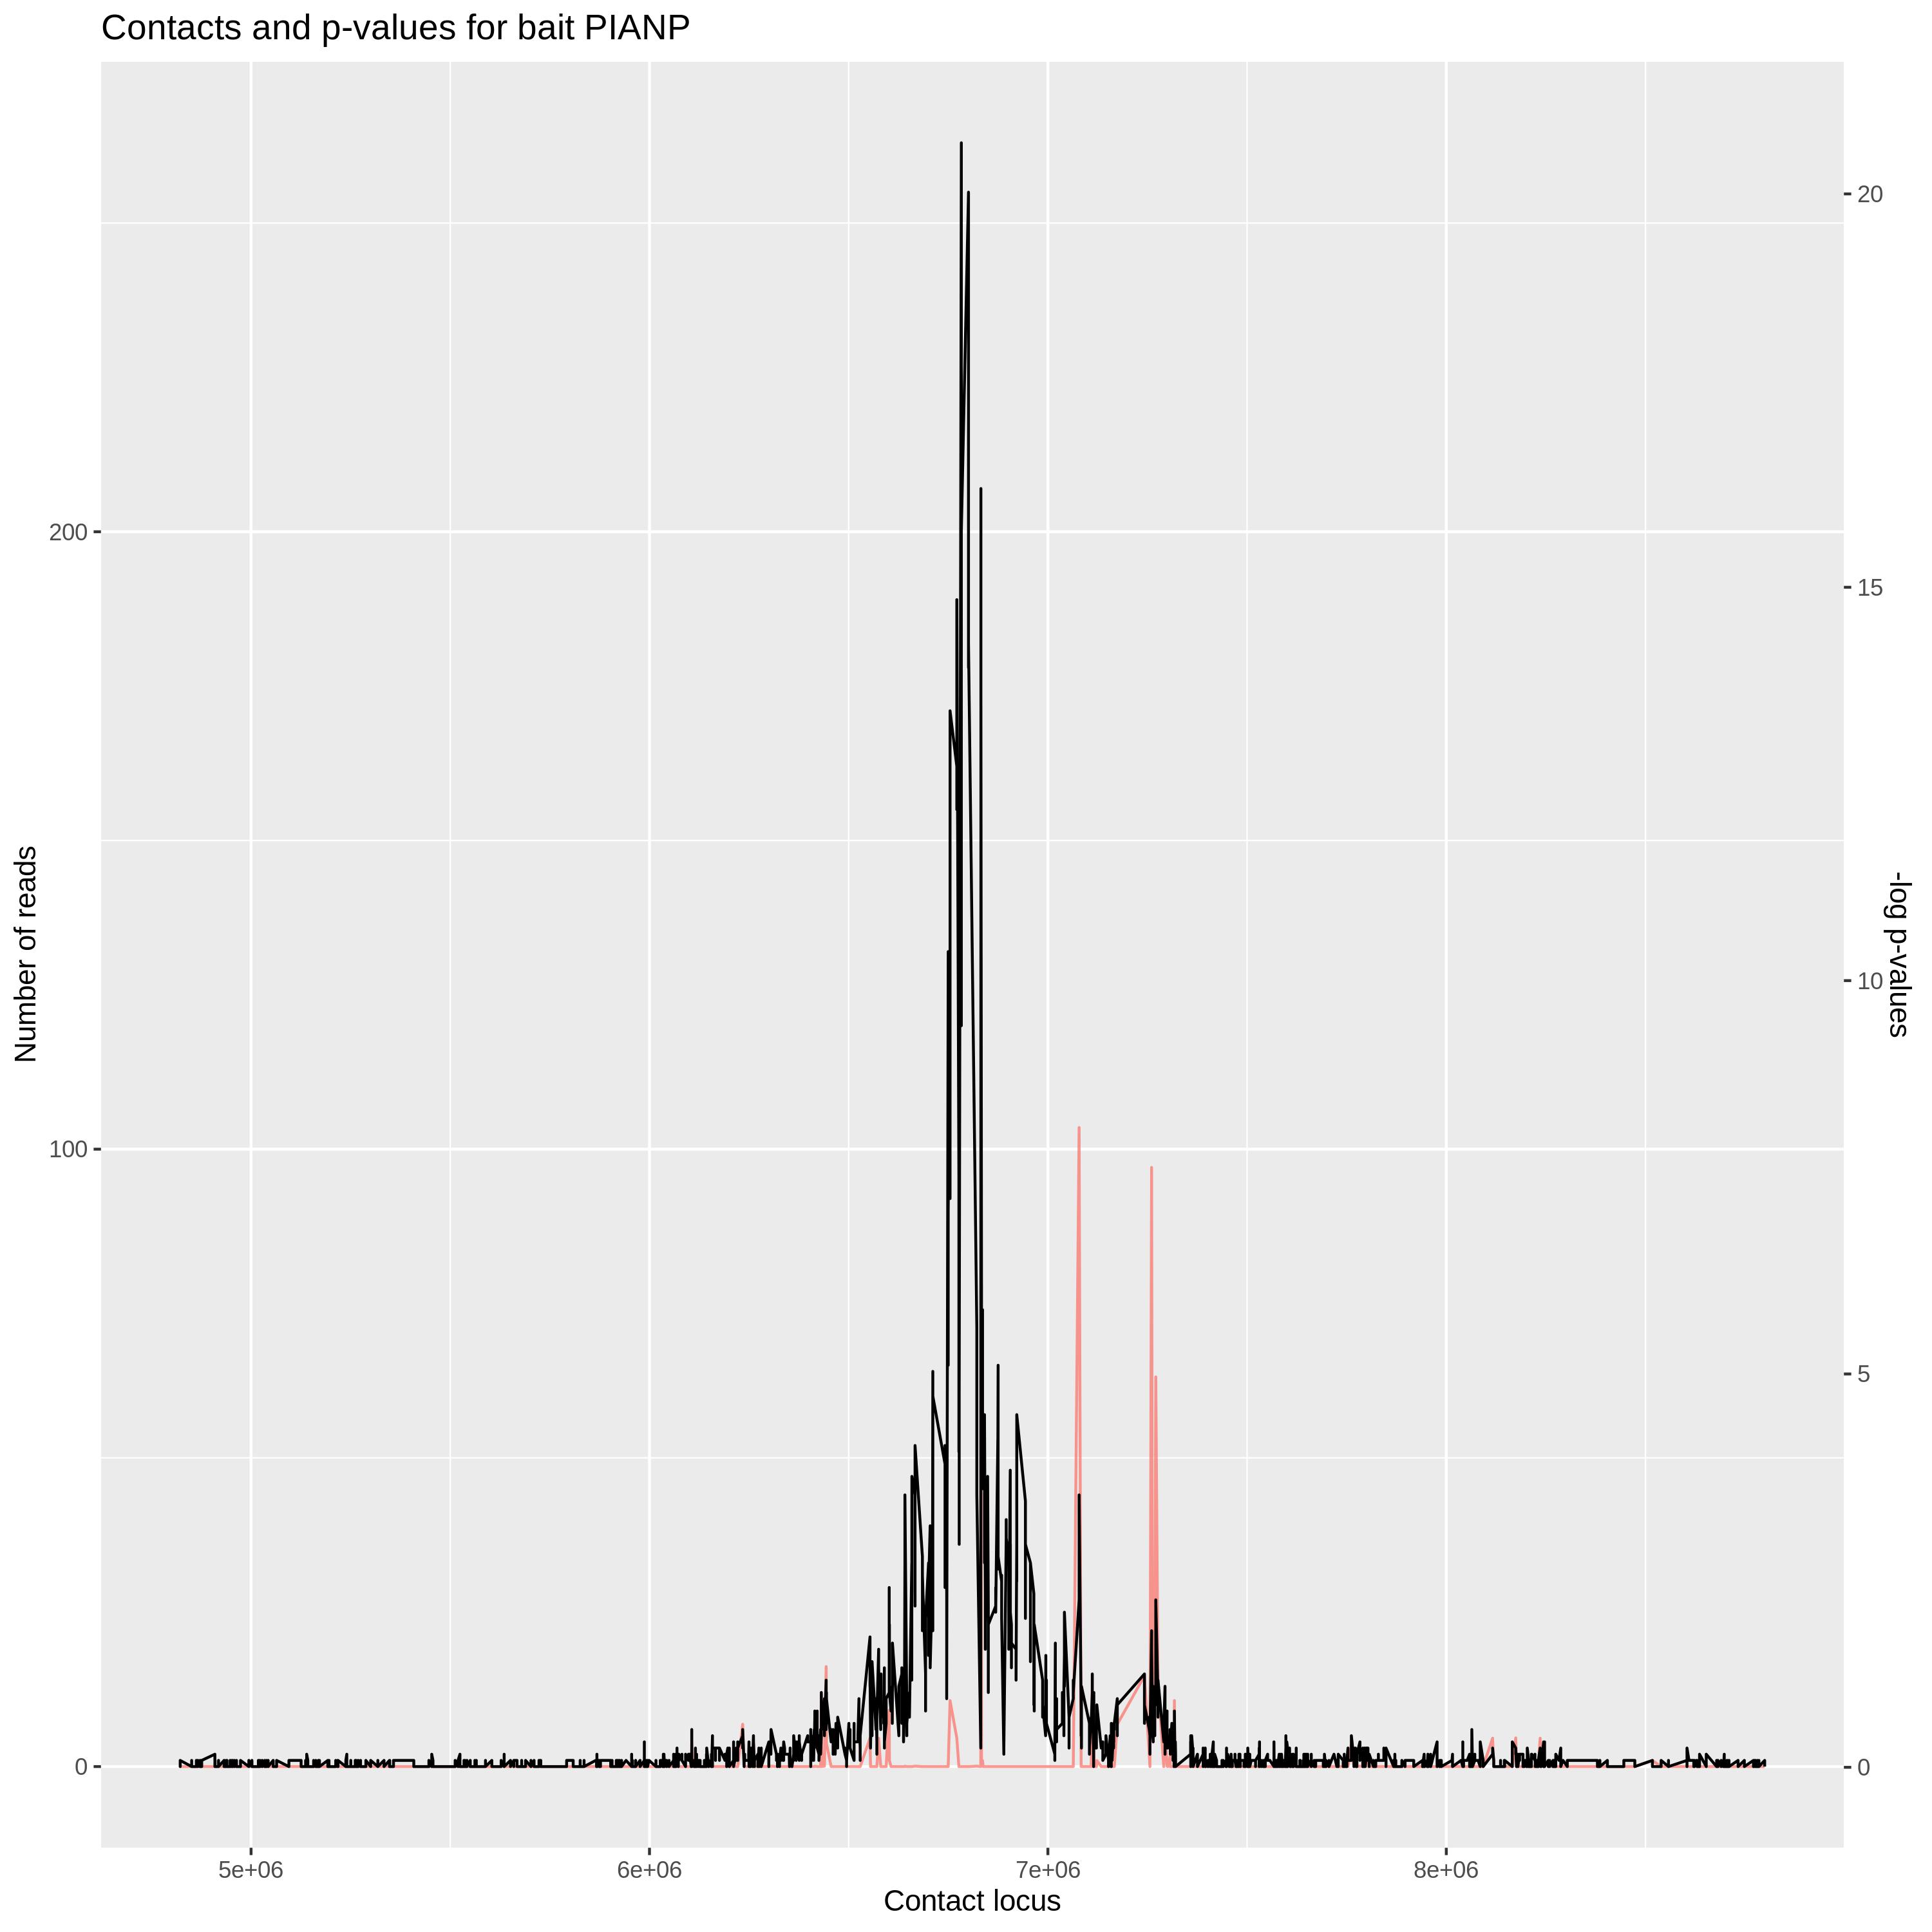 Contacts and p-values for bait PIANP
Number of reads
200
100
0
20
15
10
5
0
-log p-values
5e+06
6e+06
7e+06
8e+06
Contact locus